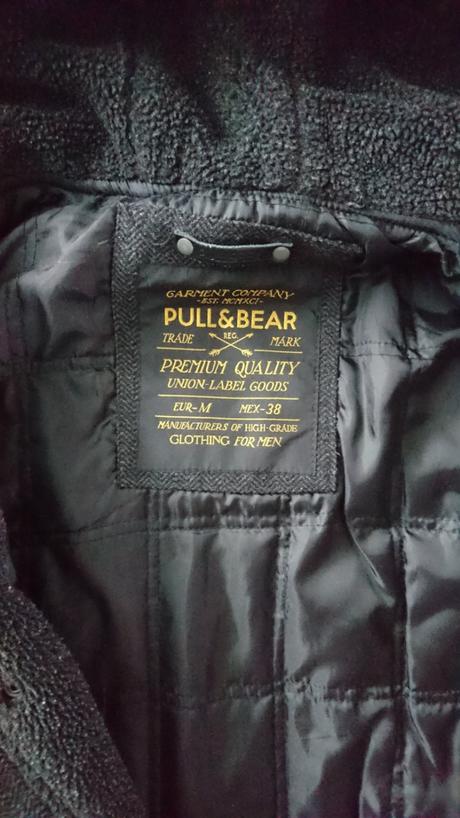 GARMENT COMPANY
-EST. MCMXCI-
PULL&BEAR
TRADE REG. MARK
PREMIUM QUALITY
UNION-LABEL GOODS
EUR-M MEX-38
MANUFACTURERS OF HIGH-GRADE
CLOTHING FOR MEN